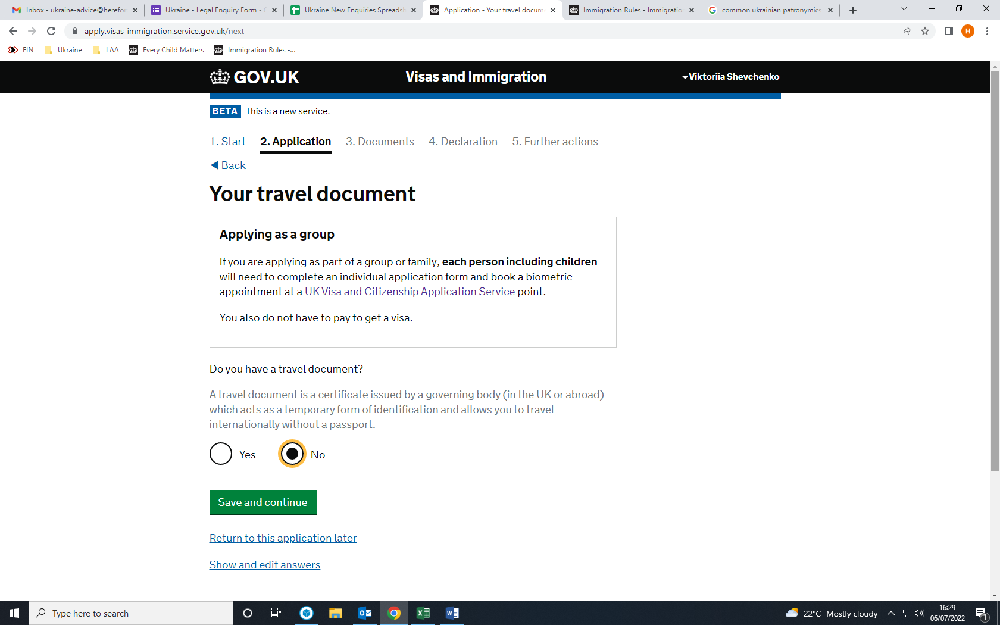 Inbox - ukraine-advice@herefor
Ukraine - Legal Enquiry Form -
Ukraine New Enquiries Spreadsh
Application - Your travel docum
Immigration Rules - Immigratio
common ukrainian patronymics
apply.visas-immigration.service.gov.uk/next
H
EIN
Ukraine
LAA
Every Child Matters
Immigration Rules -...
GOV.UK
Visas and Immigration
Viktoriia Shevchenko
BETA This is a new service.
1. Start 2. Application 3. Documents 4. Declaration 5. Further actions
Back
Your travel document
Applying as a group
If you are applying as part of a group or family, each person including children
will need to complete an individual application form and book a biometric
appointment at a UK Visa and Citizenship Application Service point.
You also do not have to pay to get a visa.
Do you have a travel document?
A travel document is a certificate issued by a governing body (in the UK or abroad)
which acts as a temporary form of identification and allows you to travel
internationally without a passport.
Yes No
Save and continue
Return to this application later
Show and edit answers
Type here to search
22°C Mostly cloudy
16:29
06/07/2022
1